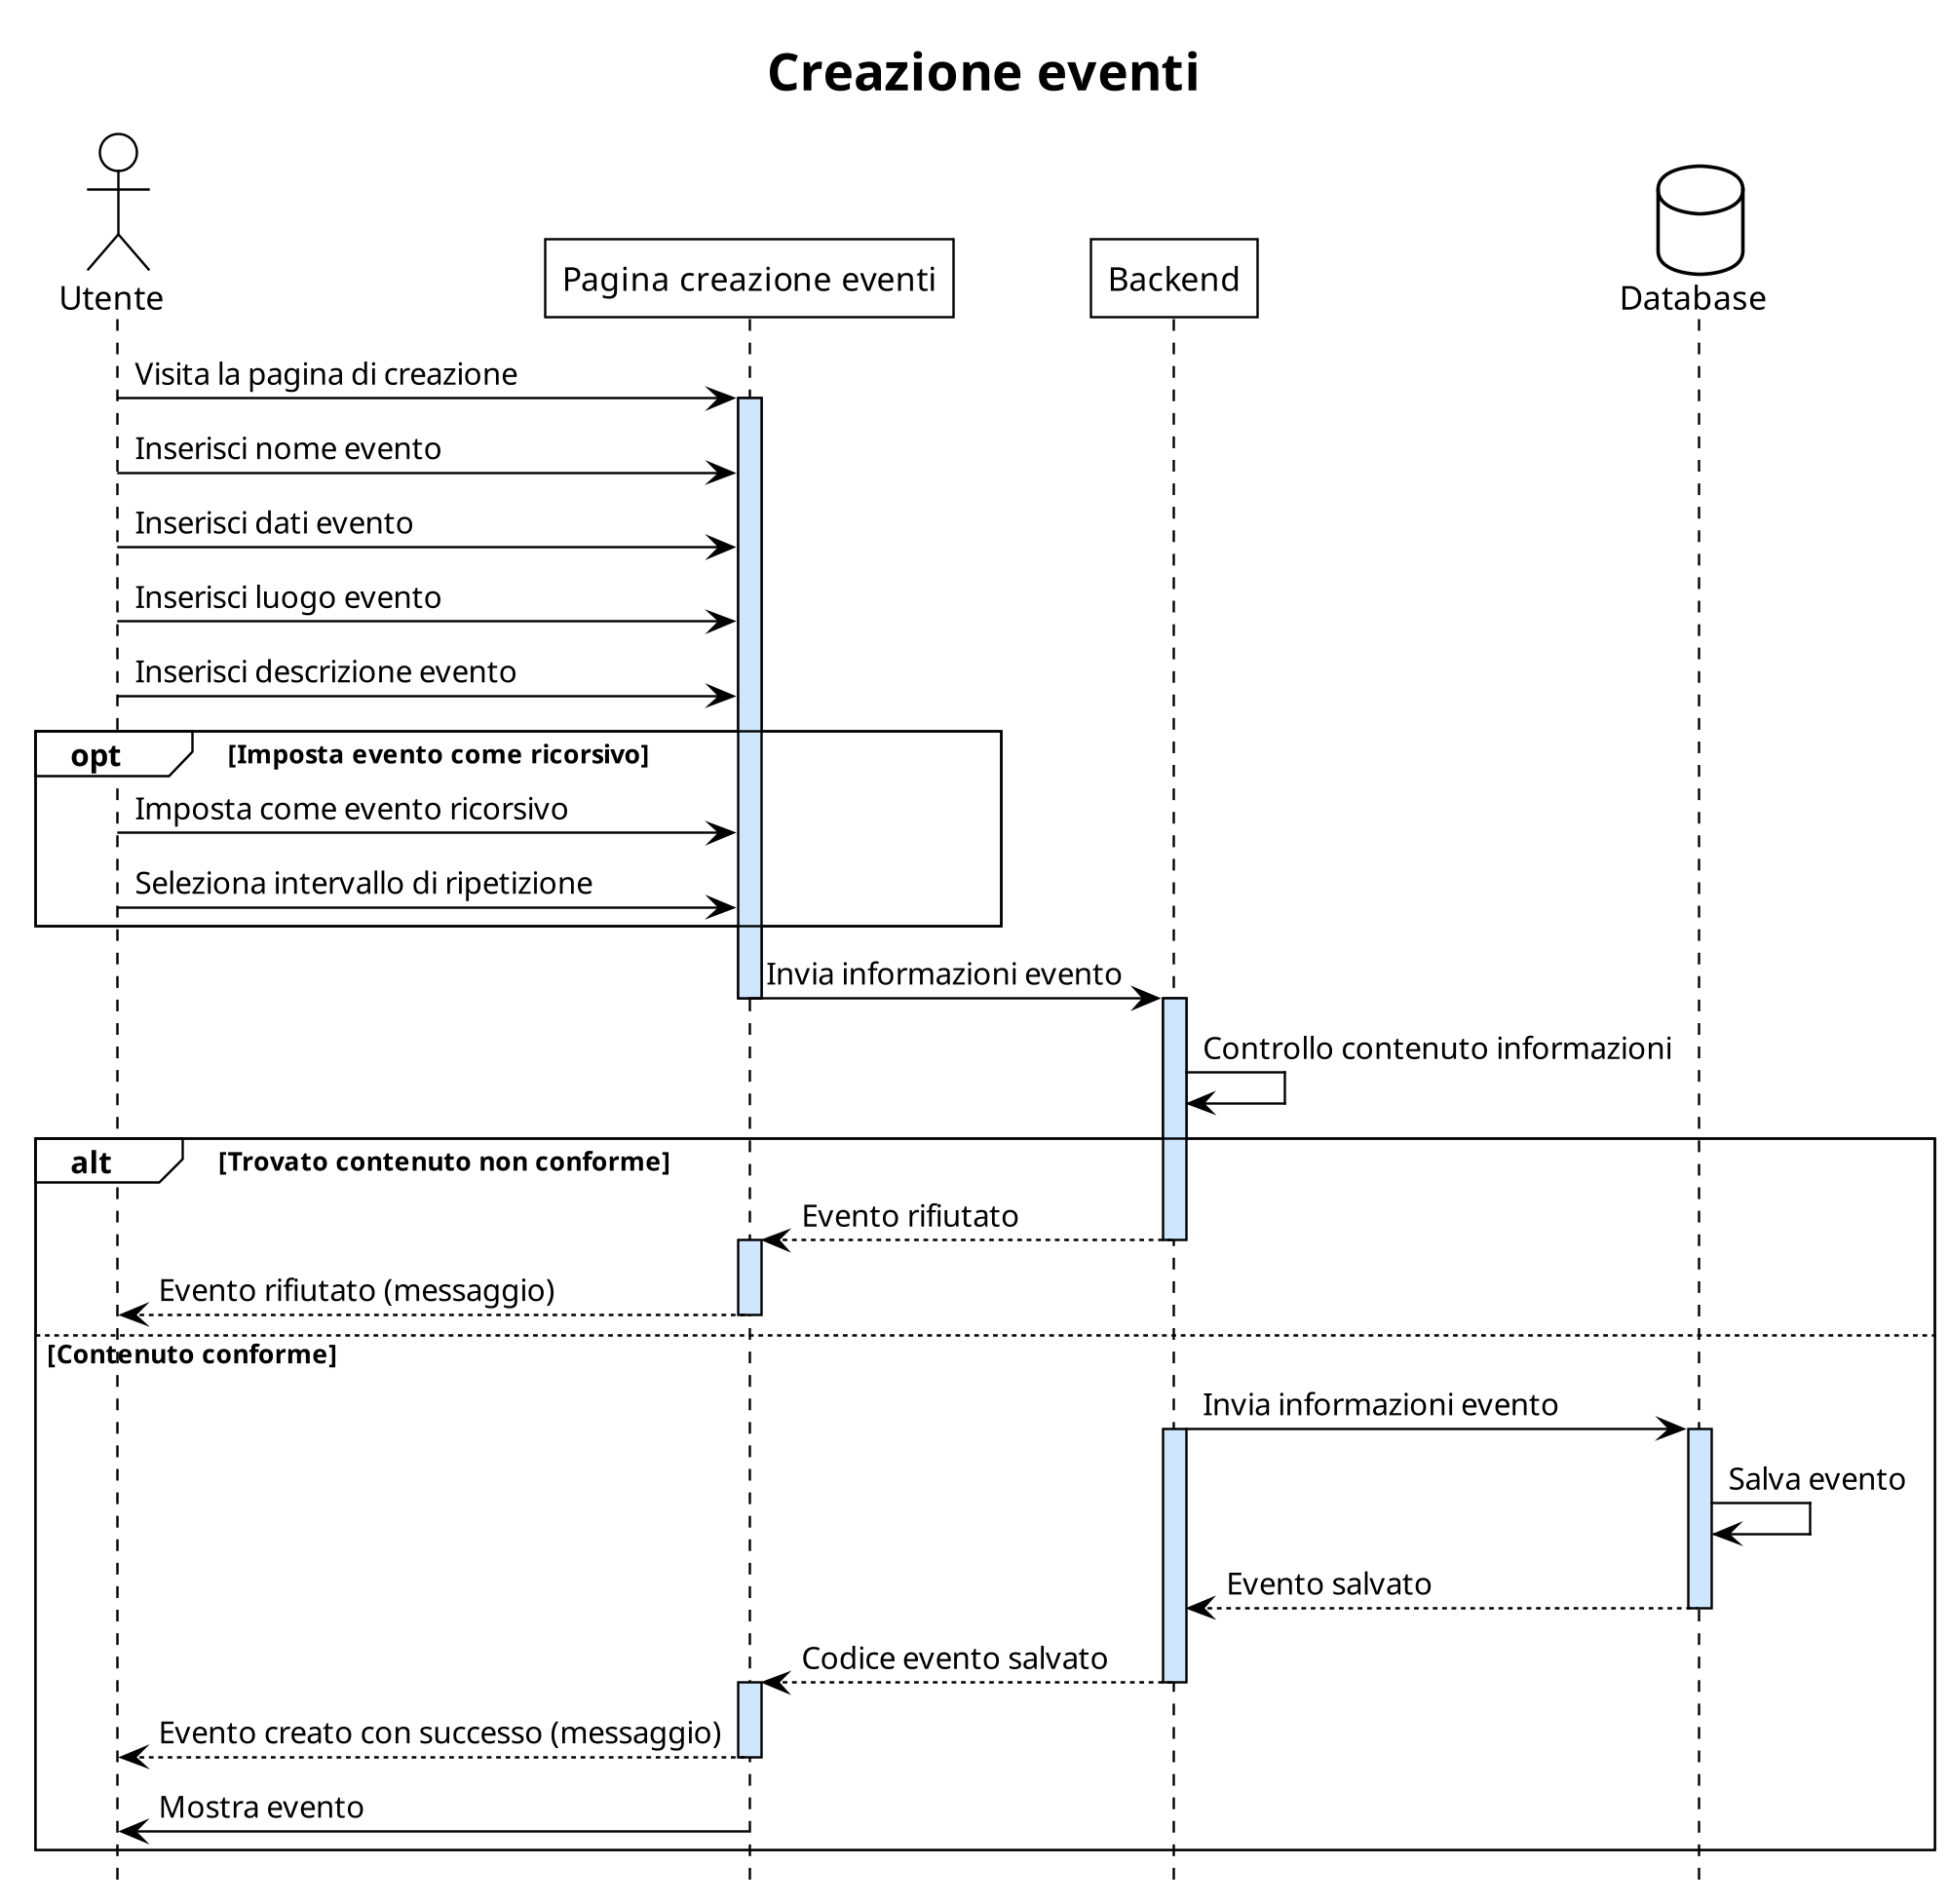 Creazione eventi
Utente
Pagina creazione eventi
Backend
Database
Visita la pagina di creazione
Inserisci nome evento
Inserisci dati evento
Inserisci luogo evento
Inserisci descrizione evento
opt [Imposta evento come ricorsivo]
Imposta come evento ricorsivo
Seleziona intervallo di ripetizione
Invia informazioni evento
Controllo contenuto informazioni
alt [Trovato contenuto non conforme]
Evento rifiutato
Evento rifiutato (messaggio)
[Contenuto conforme]
Invia informazioni evento
Salva evento
Evento salvato
Codice evento salvato
Evento creato con successo (messaggio)
Mostra evento